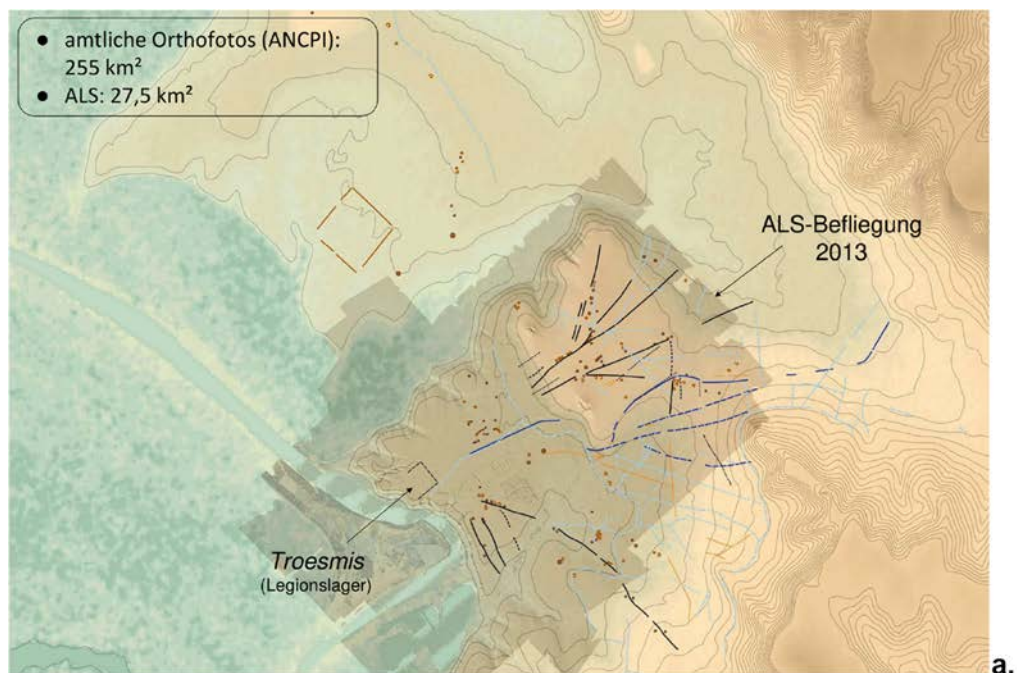 ● amtliche Orthofotos (ANCPI):
255 km²
● ALS: 27,5 km²
ALS-Befliegung
2013
Troesmis
(Legionslager)
a.